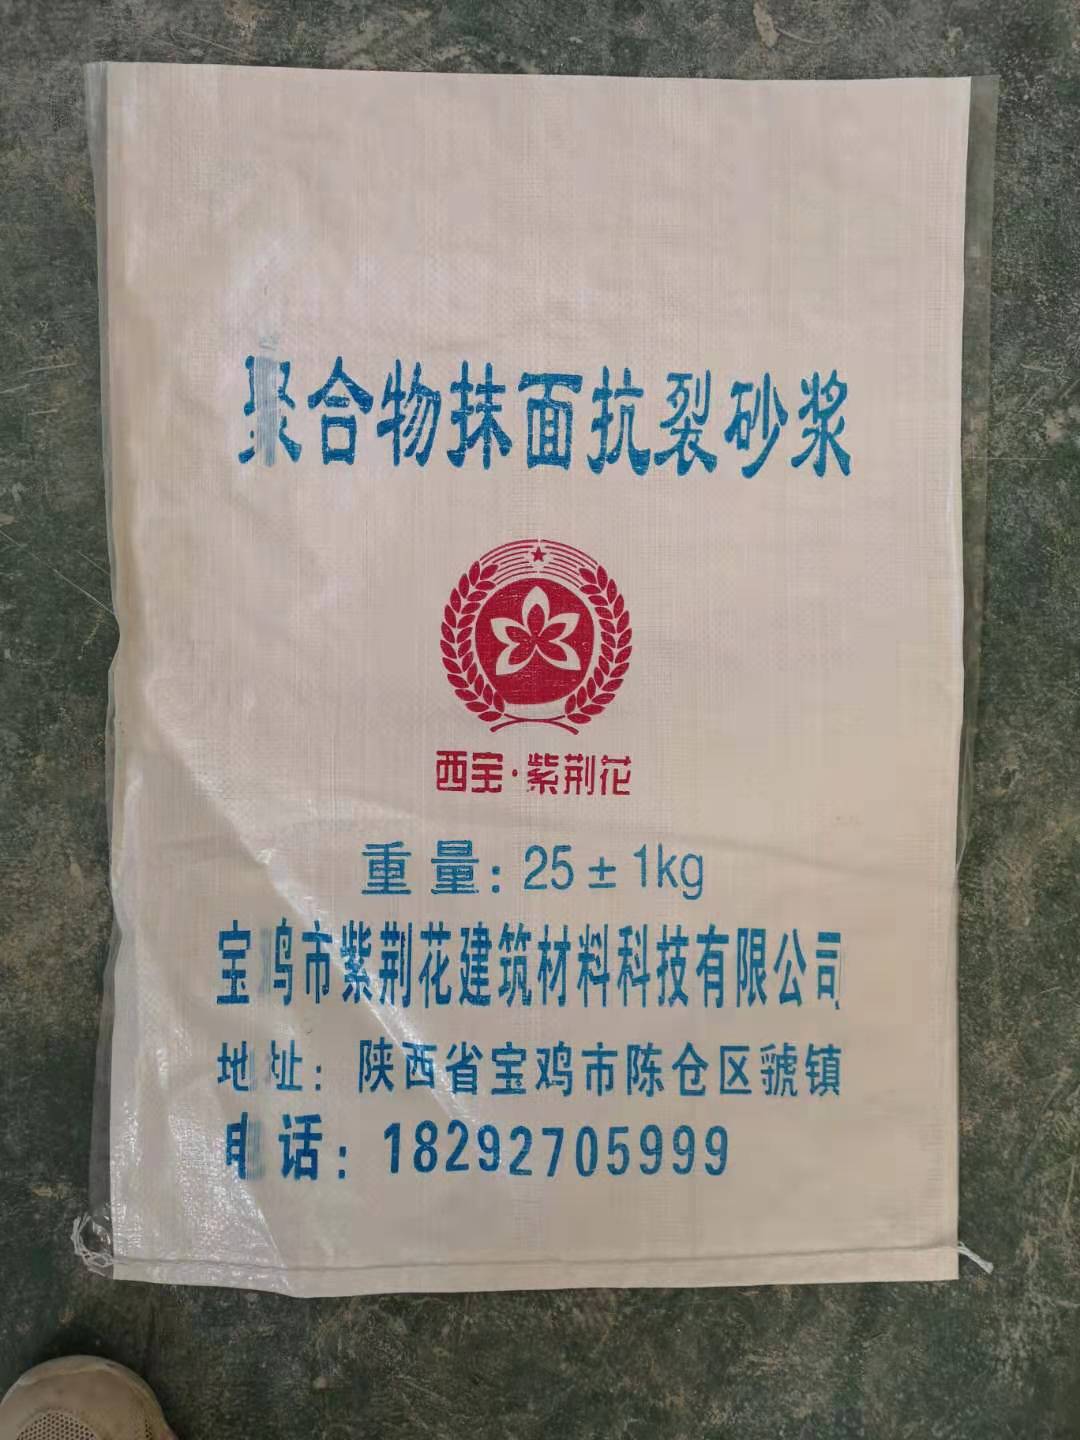 聚合物抹面抗裂砂浆
西宝·紫荆花
重量：25±1kg
宝鸡市紫荆花建筑材料科技有限公司
地址：陕西省宝鸡市陈仓区虢镇
电话：18292705999